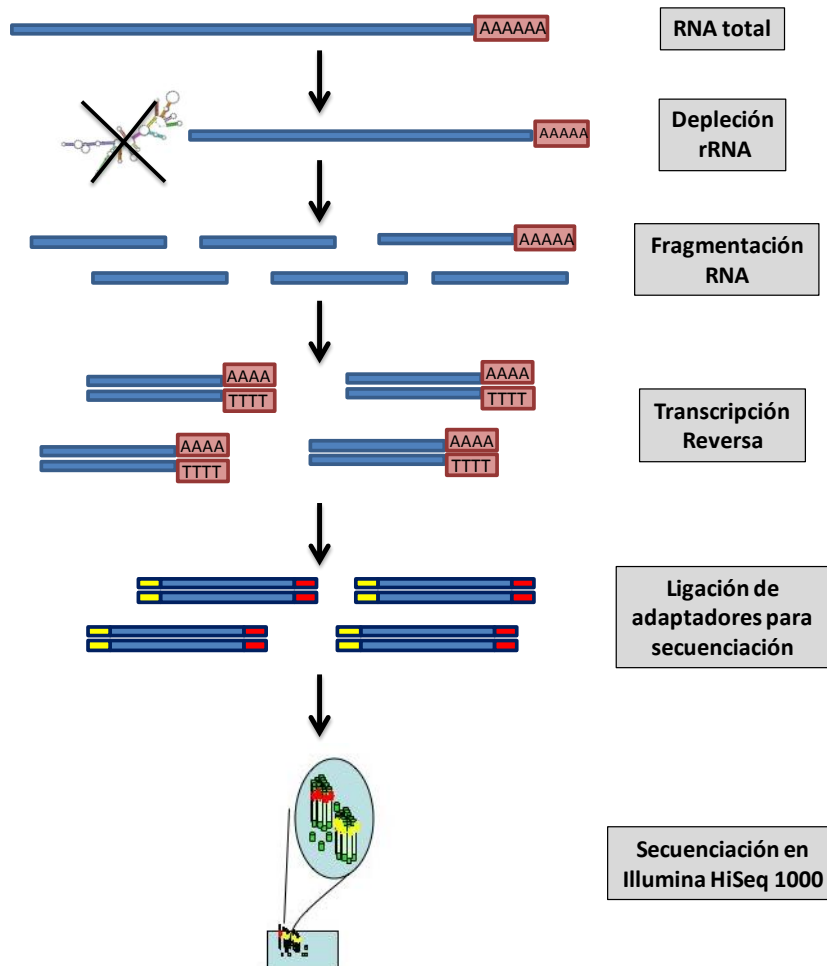 AAAAAA
RNA total
AAAAA
Depleción
rRNA
AAAAA
Fragmentación
RNA
AAAA
TTTT
AAAA
TTTT
AAAA
TTTT
AAAA
TTTT
Transcripción
Reversa
Ligación de
adaptadores para
secuenciación
Secuenciación en
Illumina HiSeq 1000